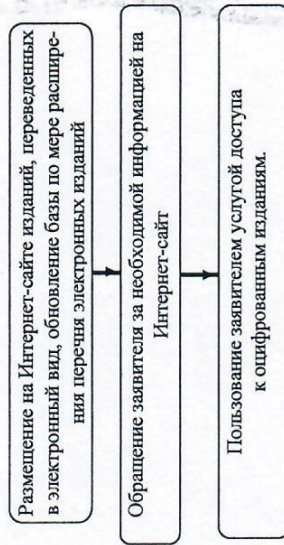 Размещение на Интернет-сайте изданий, переведенных
в электронный вид, обновление базы по мере расшире-
ния перечня электронных изданий
Обращение заявителя за необходимой информацией на
Интернет-сайт
Пользование заявителем услугой доступа
к оцифрованным изданиям.